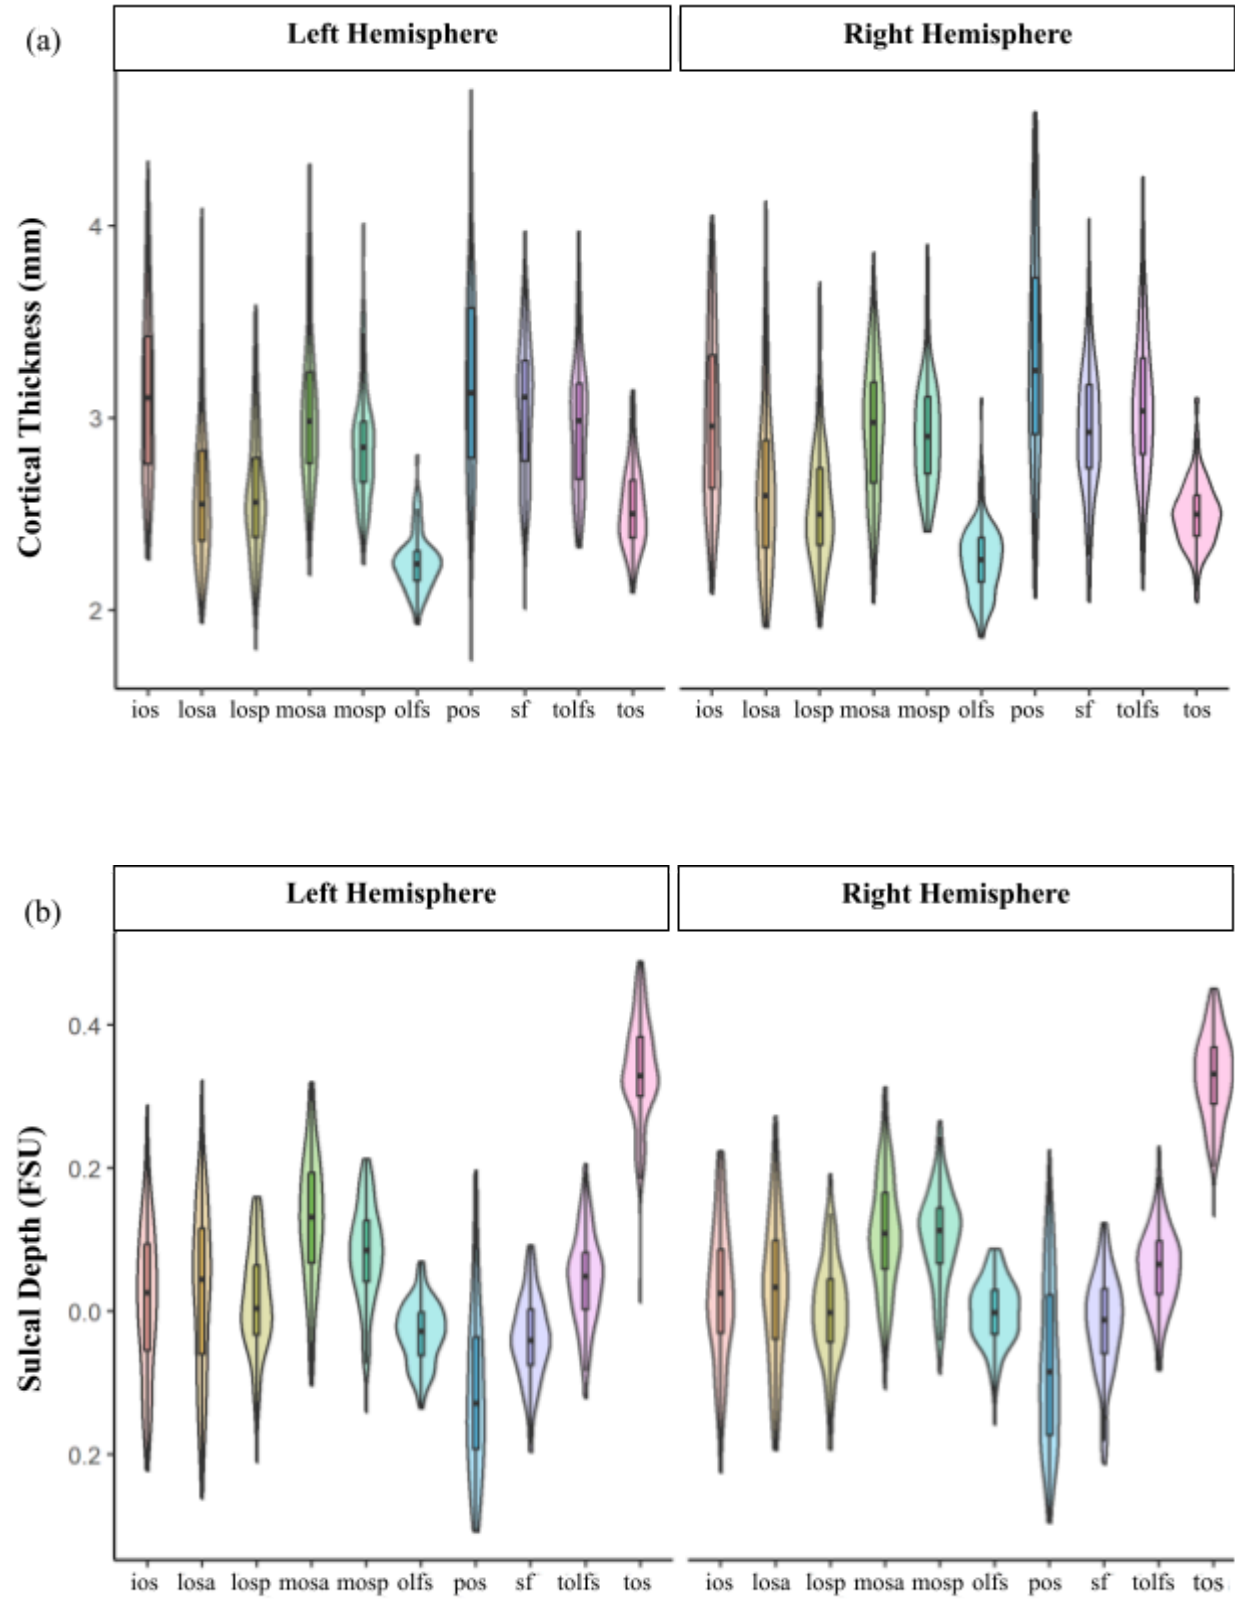 (a)
Left Hemisphere Right Hemisphere
Cortical Thickness (mm)
4
3
2
ios losa losp mosa mosp olfs pos sf tolfs tos ios losa losp mosa mosp olfs pos sf tolfs tos
(b)
Left Hemisphere Right Hemisphere
Sulcal Depth (FSU)
0.4
0.2
0.0
0.2
ios losa losp mosa mosp olfs pos sf tolfs tos ios losa losp mosa mosp olfs pos sf tolfs tos